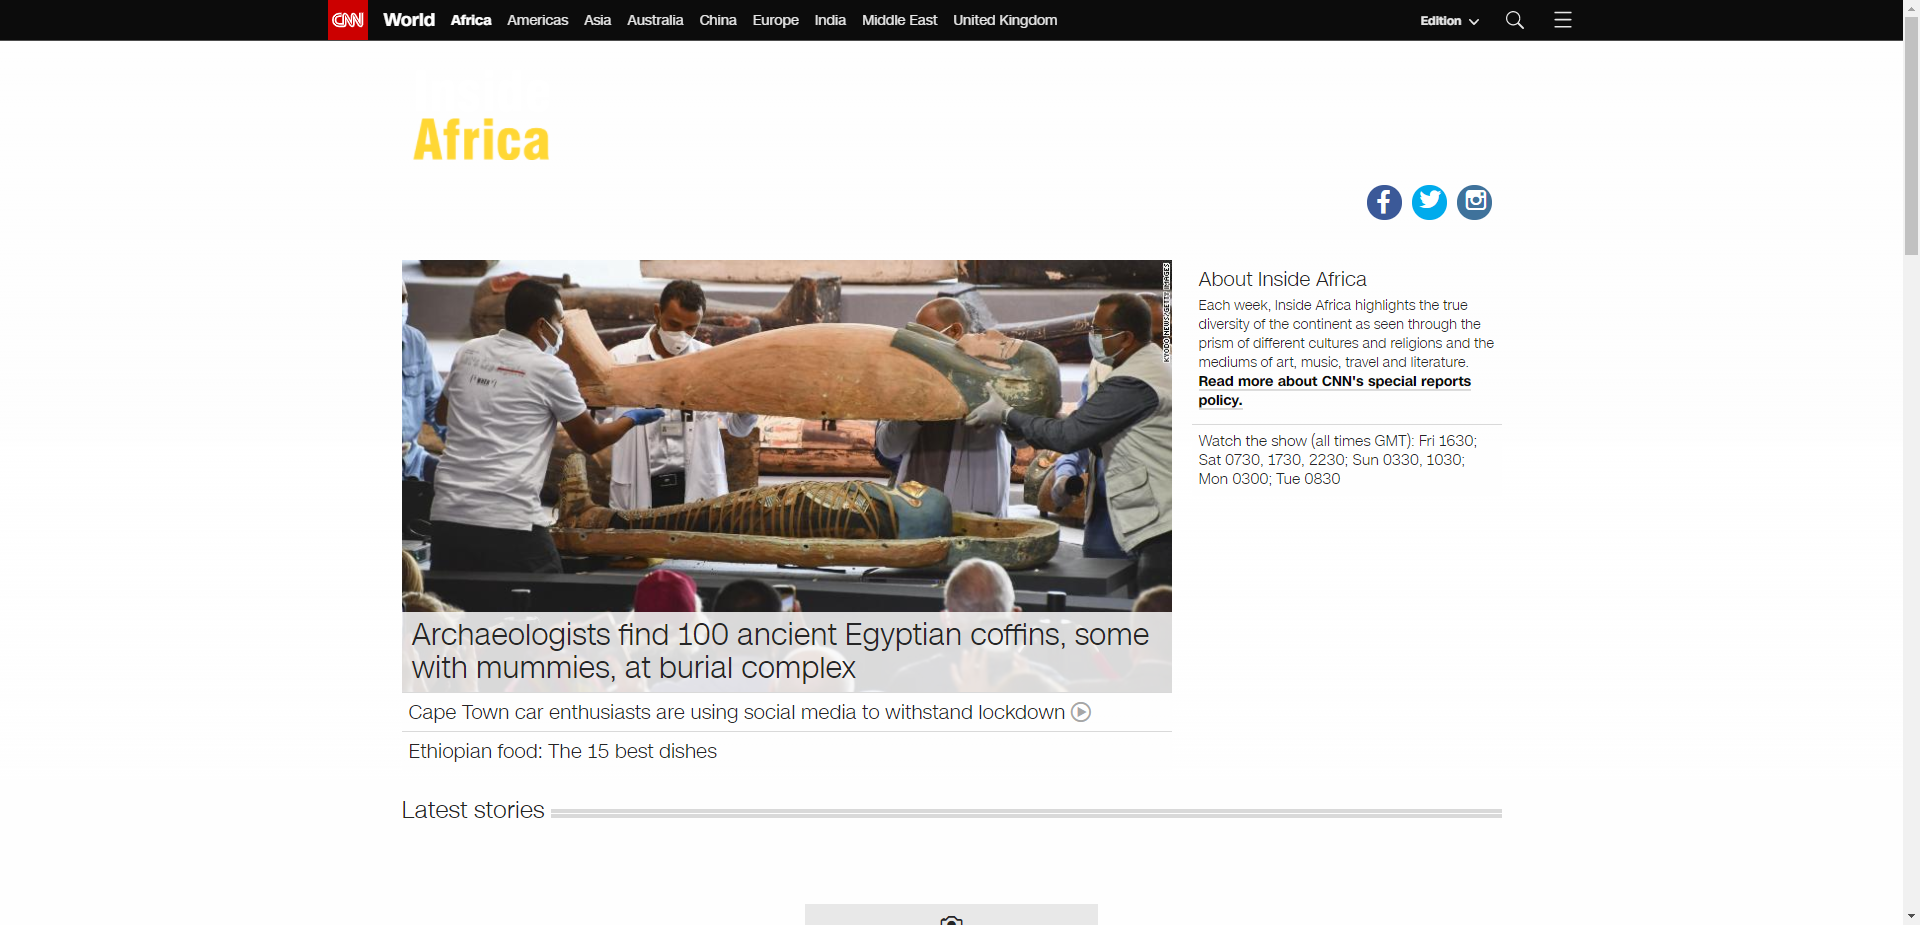 CNN World Africa Americas Asia Australia China Europe India Middle East United Kingdom Edition
Africa
KYODO NEWS/GETTY IMAGES
Archaeologists find 100 ancient Egyptian coffins, some
with mummies, at burial complex
Cape Town car enthusiasts are using social media to withstand lockdown
Ethiopian food: The 15 best dishes
About Inside Africa
Each week, Inside Africa highlights the true
diversity of the continent as seen through the
prism of different cultures and religions and the
mediums of art, music, travel and literature.
Read more about CNN's special reports
policy.
Watch the show (all times GMT): Fri 1630;
Sat 0730, 1730, 2230; Sun 0330, 1030;
Mon 0300; Tue 0830
Latest stories